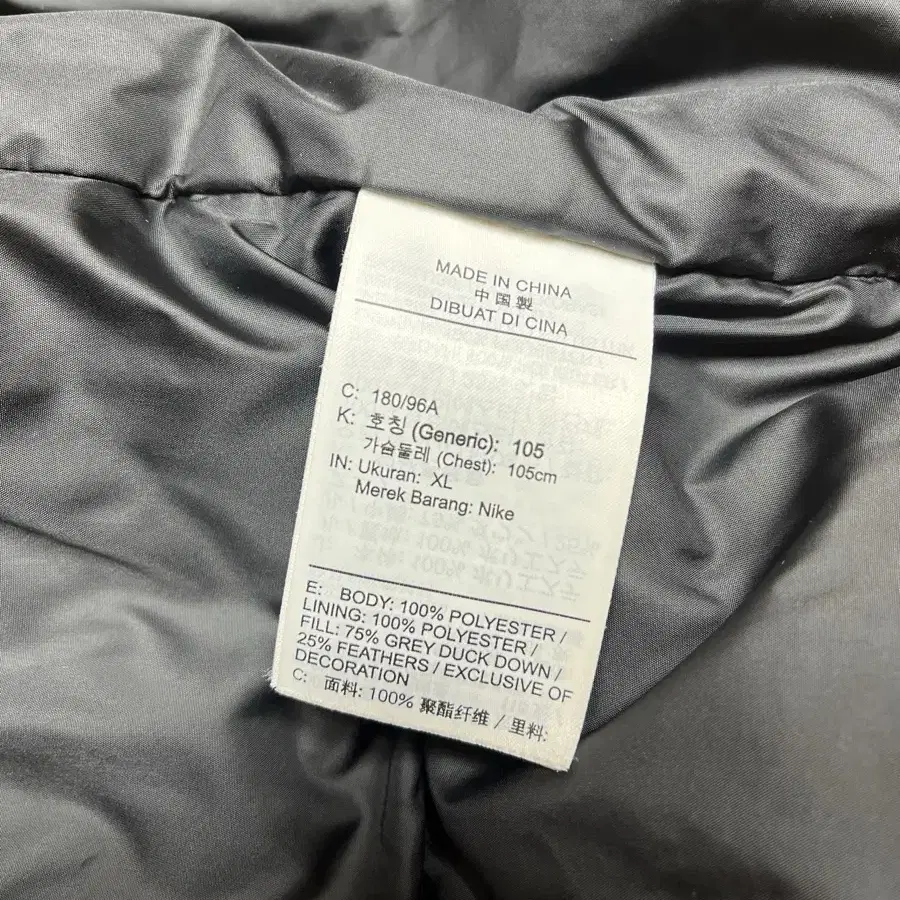 MADE IN CHINA
中国製
DIBUAT DI CINA
C: 180/96A
K: 호칭 (Generic): 105
가슴둘레 (Chest): 105cm
IN: Ukuran: XL
Merek Barang: Nike
E: BODY: 100% POLYESTER /
LINING: 100% POLYESTER /
FILL: 75% GREY DUCK DOWN /
25% FEATHERS / EXCLUSIVE OF
DECORATION
C: 面料: 100% 聚酯纤维 / 里料: